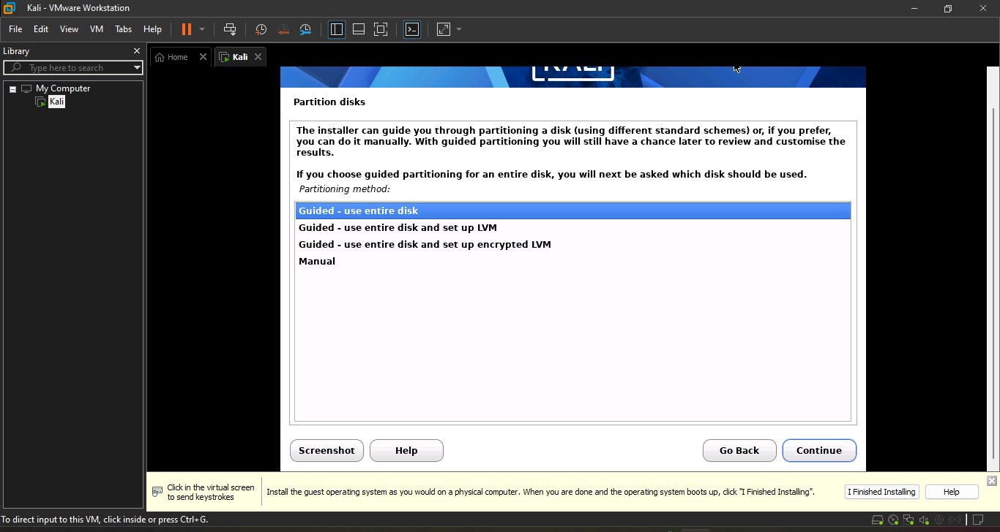 Kali - VMware Workstation
File Edit View VM Tabs Help
Library
Type here to search
My Computer
Kali
Home
Kali
KALI
Partition disks
The installer can guide you through partitioning a disk (using different standard schemes) or, if you prefer,
you can do it manually. With guided partitioning you will still have a chance later to review and customise the
results.
If you choose guided partitioning for an entire disk, you will next be asked which disk should be used.
Partitioning method:
Guided - use entire disk
Guided - use entire disk and set up LVM
Guided - use entire disk and set up encrypted LVM
Manual
Screenshot
Help
Go Back
Continue
Click in the virtual screen
to send keystrokes
Install the guest operating system as you would on a physical computer. When you are done and the operating system boots up, click "I Finished Installing".
I Finished Installing
Help
To direct input to this VM, click inside or press Ctrl+G.